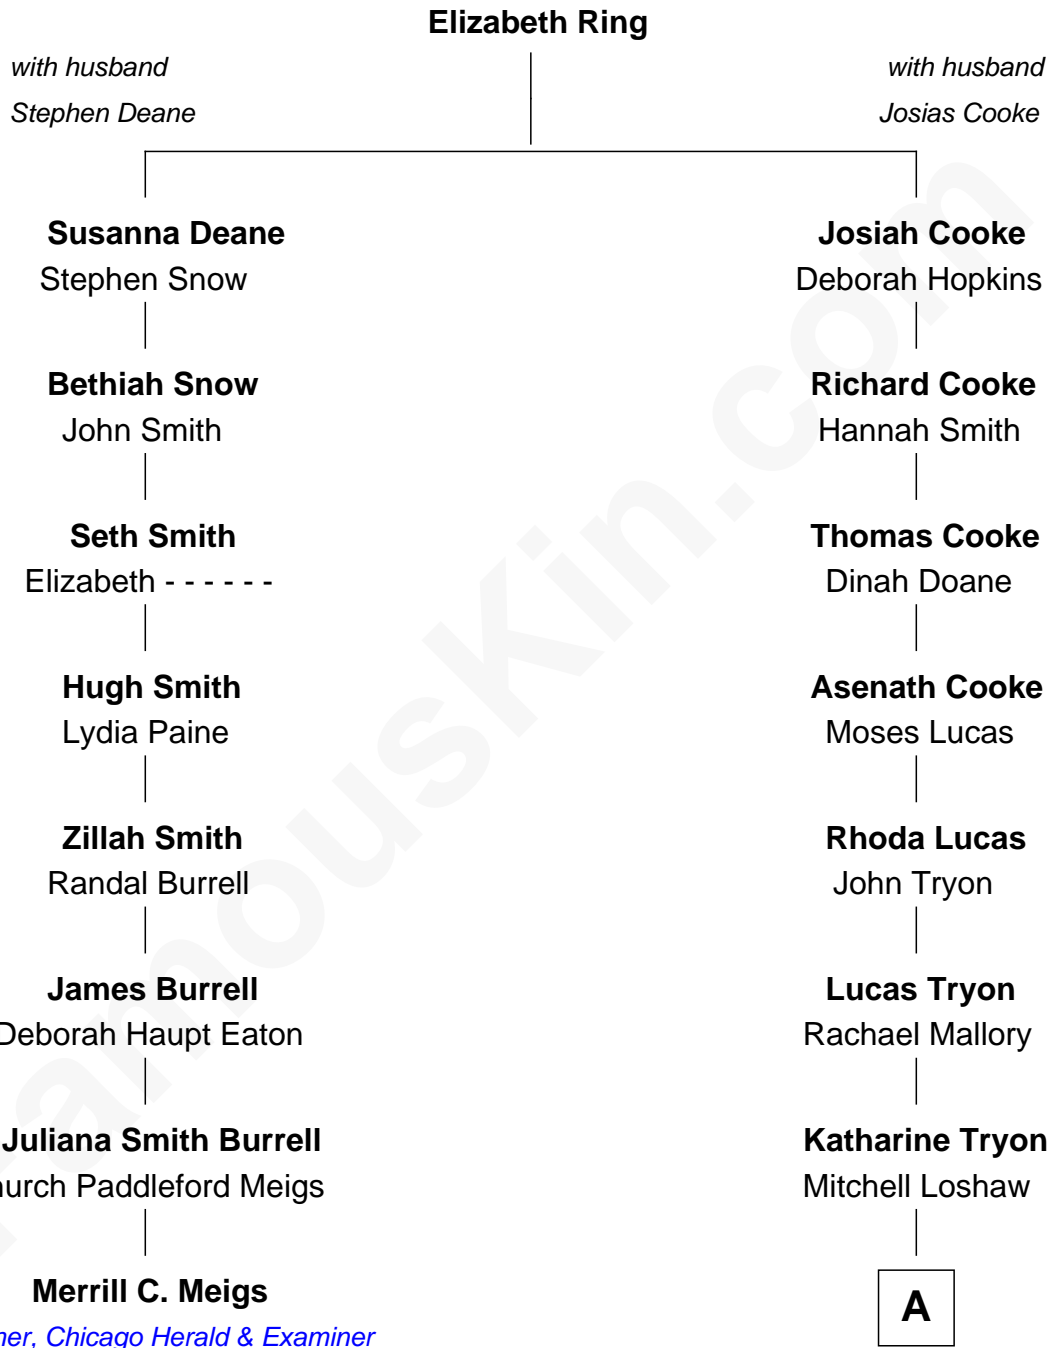 Elizabeth Ring
with husband
Stephen Deane
with husband
Josias Cooke
Susanna Deane
Stephen Snow
Josiah Cooke
Deborah Hopkins
Bethiah Snow
John Smith
Richard Cooke
Hannah Smith
Seth Smith
Elizabeth - - - - - -
Thomas Cooke
Dinah Doane
Hugh Smith
Lydia Paine
Asenath Cooke
Moses Lucas
Zillah Smith
Randal Burrell
Rhoda Lucas
John Tryon
James Burrell
Deborah Haupt Eaton
Lucas Tryon
Rachael Mallory
Juliana Smith Burrell
Paddleford Meigs
Katharine Tryon
Mitchell Loshaw
Merrill C. Meigs
Chicago Herald & Examiner
A
FamousKin.com